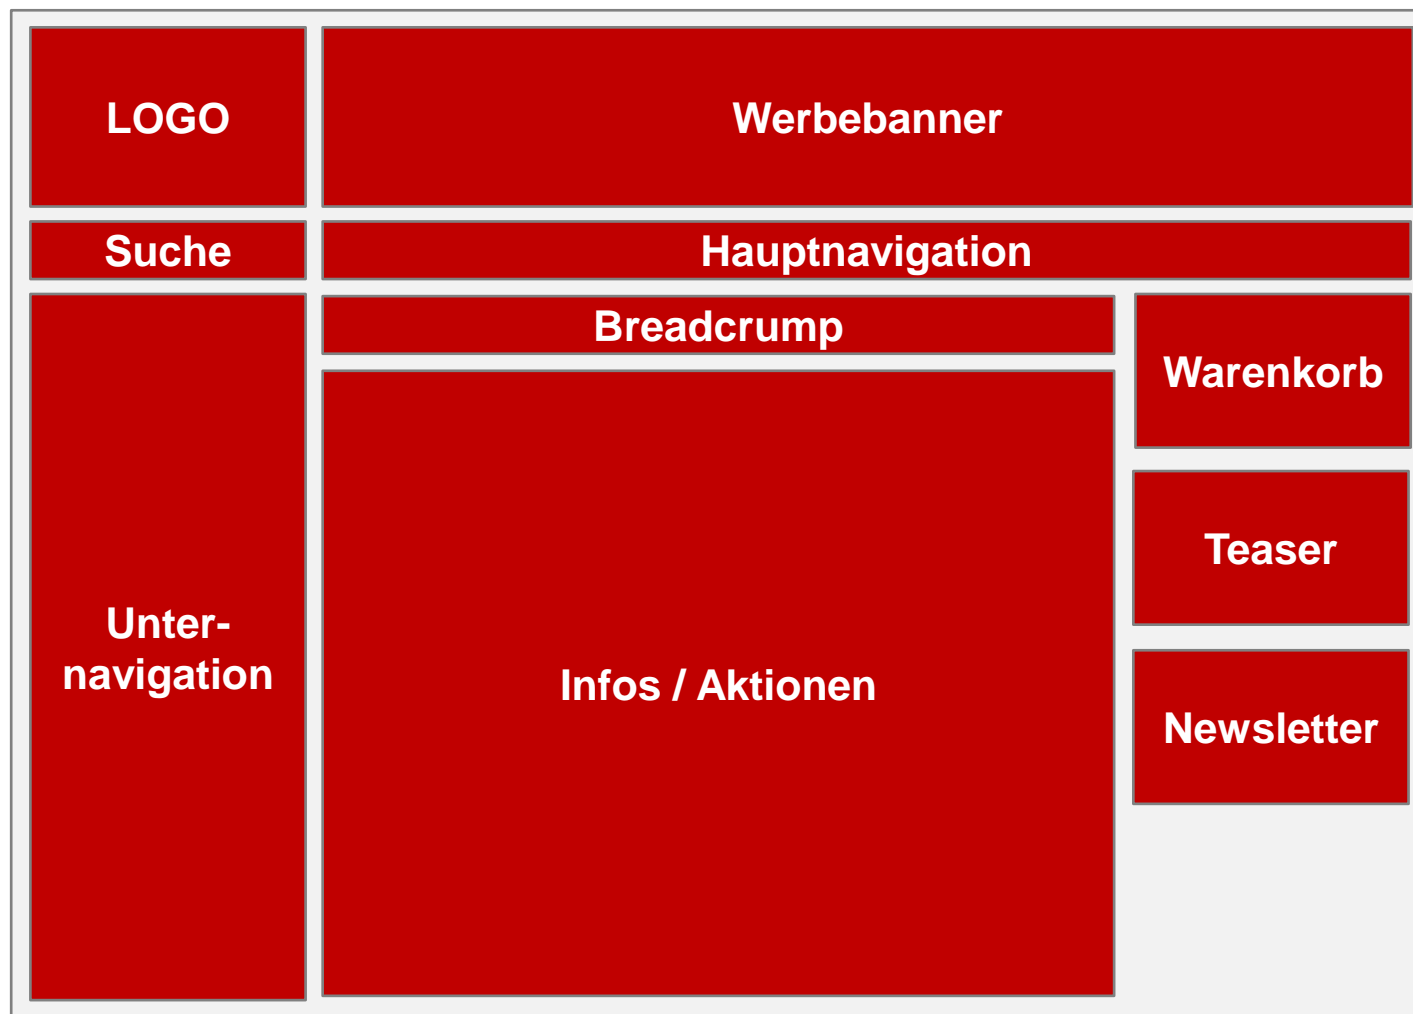 LOGO
Werbebanner
Suche
Hauptnavigation
Breadcrump
Warenkorb
Teaser
Unter-
navigation
Infos / Aktionen
Newsletter